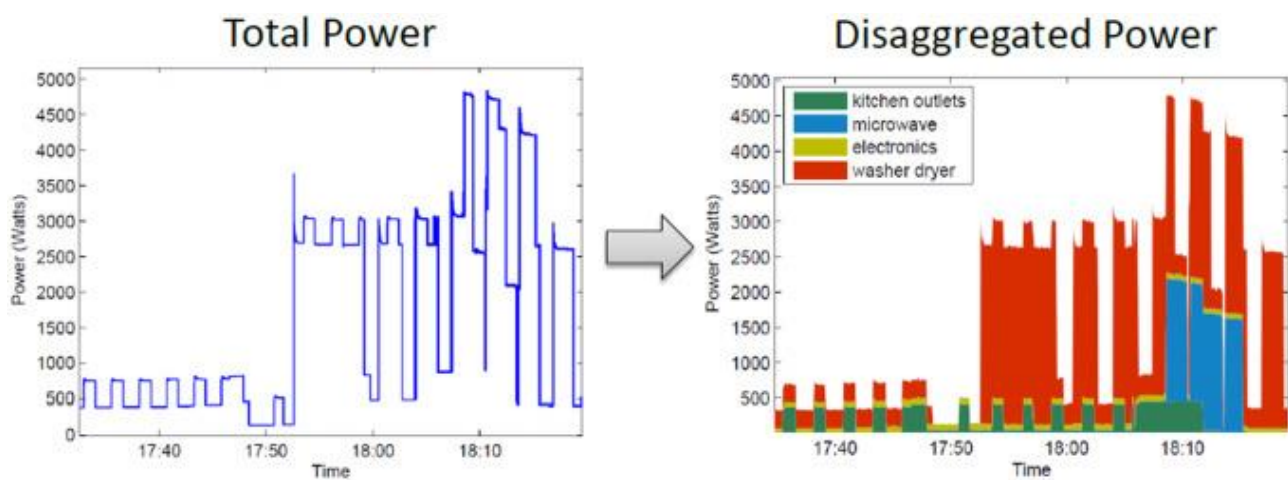 Total Power
Disaggregated Power
5000
4500
4000
3500
3000
2500
2000
1500
1000
500
0
Power (Watts)
17:40
17:50
18:00
18:10
Time
5000
4500
4000
3500
3000
2500
2000
1500
1000
500
Power (Watts)
kitchen outlets
microwave
electronics
washer dryer
17:40
17:50
18:00
18:10
Time